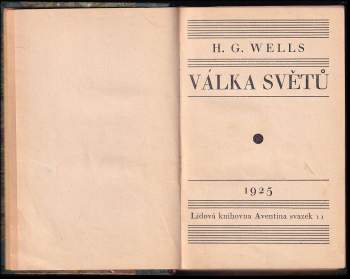 H. G. WELLS
VÁLKA SVĚTŮ
1925
Lidová knihovna Aventina svazek 11